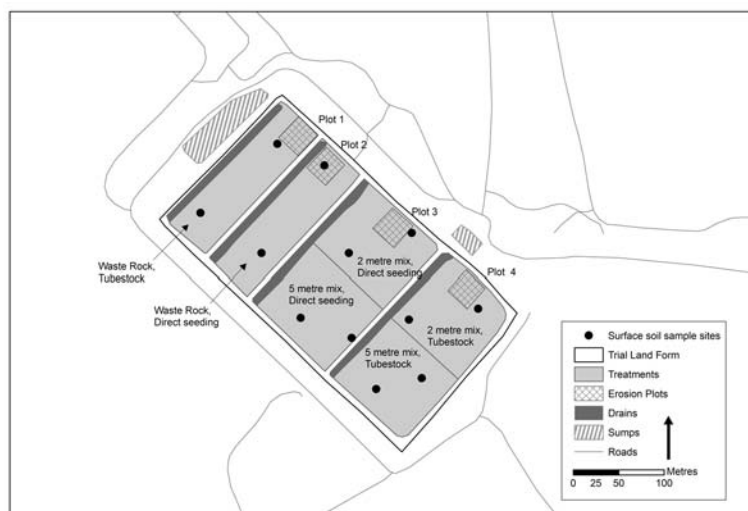 Plot 1
Plot 2
Plot 3
Plot 4
Waste Rock,
Tubestock
Waste Rock,
Direct seeding
2 metre mix,
Direct seeding
5 metre mix,
Direct seeding
2 metre mix,
Tubestock
5 metre mix,
Tubestock
Surface soil sample sites
Trial Land Form
Treatments
Erosion Plots
Drains
Sumps
Roads
Metres
0 25 50 100